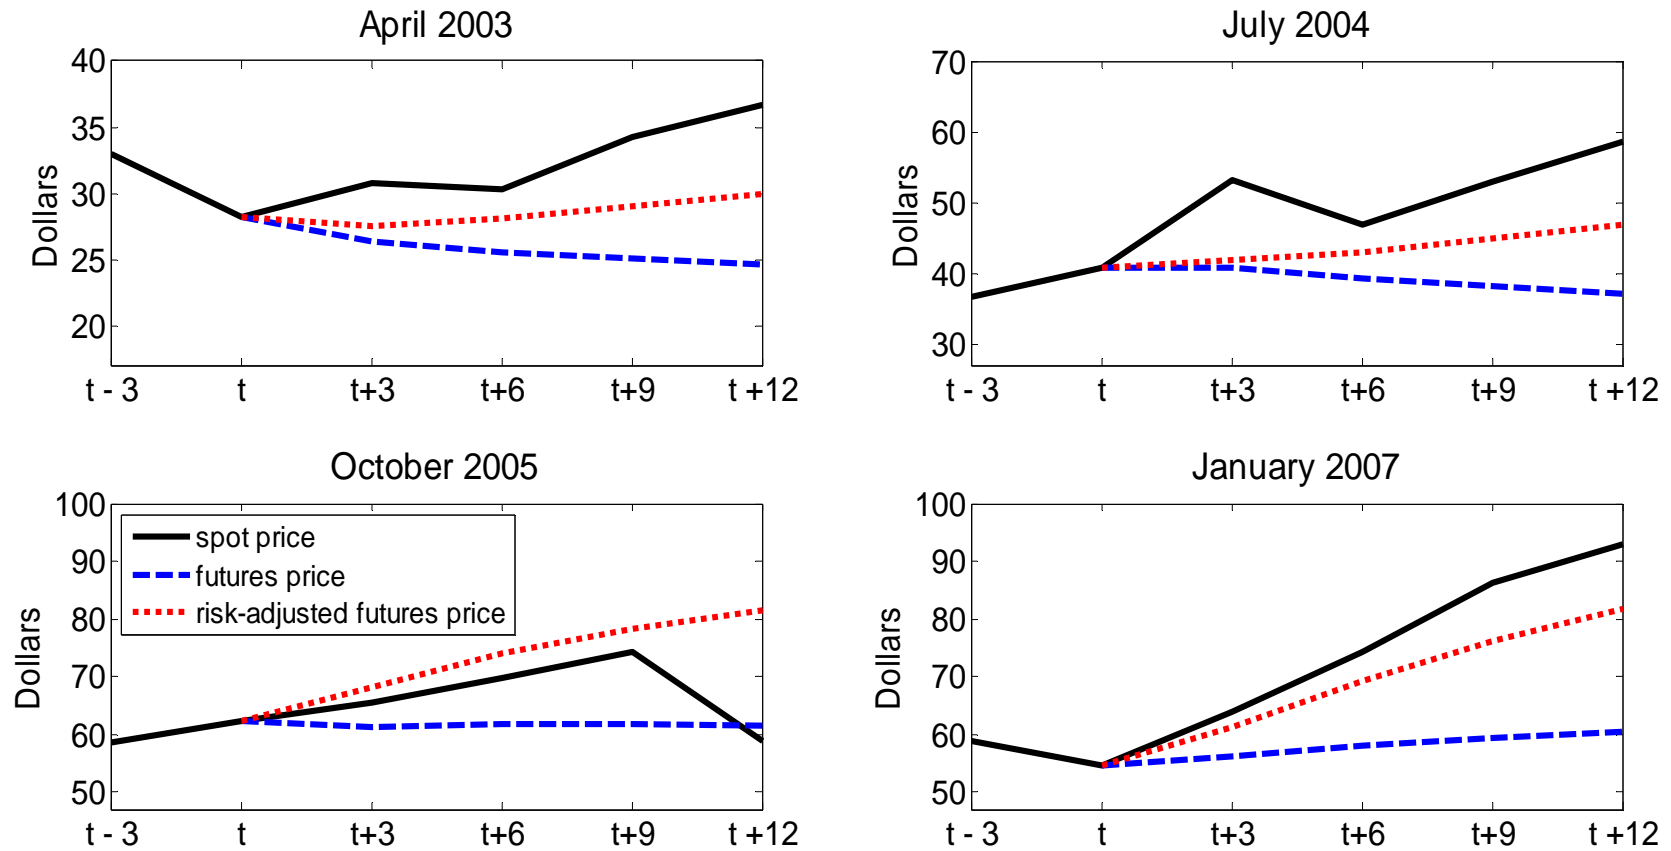 April 2003
40
35
30
25
20
Dollars
t - 3 t t+3 t+6 t+9 t +12
July 2004
70
60
50
40
30
Dollars
t - 3 t t+3 t+6 t+9 t +12
October 2005
100
90
80
70
60
50
Dollars
spot price
futures price
risk-adjusted futures price
t - 3 t t+3 t+6 t+9 t +12
January 2007
100
90
80
70
60
50
Dollars
t - 3 t t+3 t+6 t+9 t +12